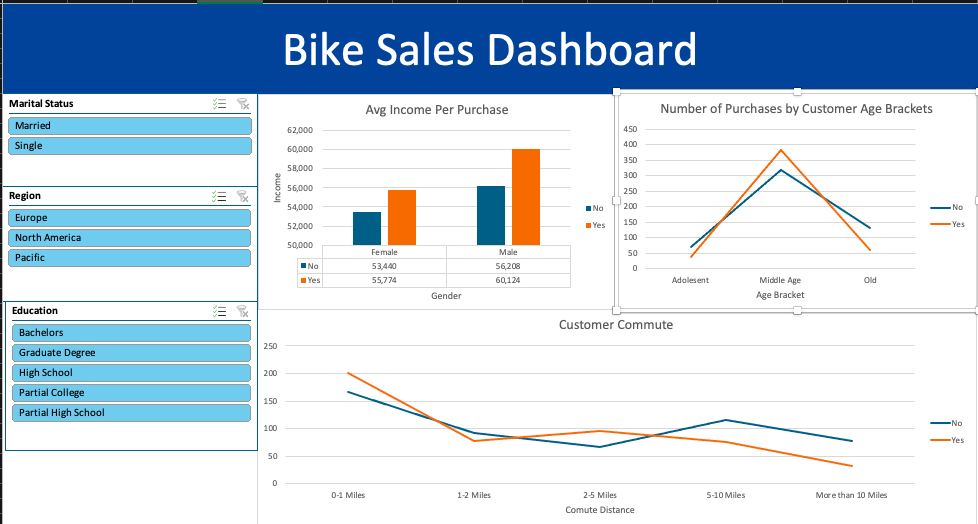 Bike Sales Dashboard
Marital Status
Married
Single
Region
Europe
North America
Pacific
Education
Bachelors
Graduate Degree
High School
Partial College
Partial High School
Avg Income Per Purchase
62,000
60,000
58,000
56,000
54,000
52,000
50,000
Income
Female Male
No 53,440 56,208
Yes 55,774 60,124
Gender
No
Yes
Number of Purchases by Customer Age Brackets
450
400
350
300
250
200
150
100
50
0
Adolesent Middle Age Old
Age Bracket
No
Yes
Customer Commute
250
200
150
100
50
0
0-1 Miles 1-2 Miles 2-5 Miles 5-10 Miles More than 10 Miles
Comute Distance
No
Yes